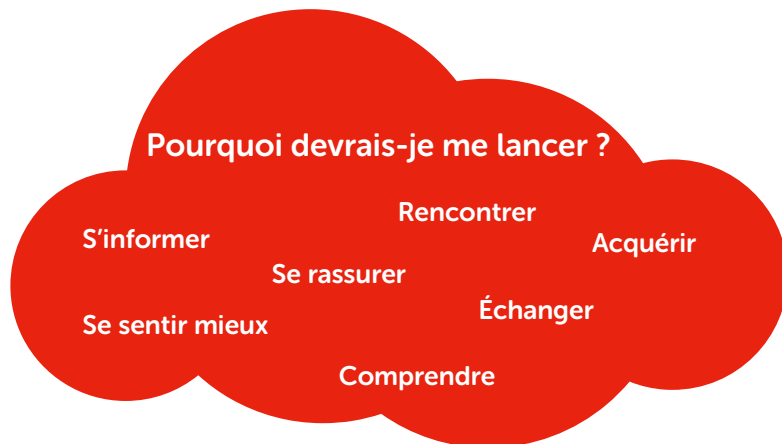 Pourquoi devrais-je me lancer ?
Rencontrer
S’informer
Acquérir
Se rassurer
Échanger
Se sentir mieux
Comprendre